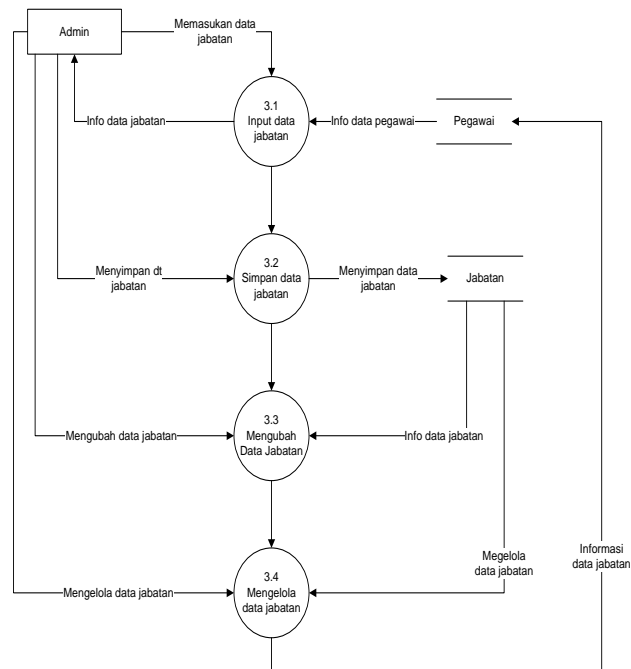 Admin
Memasukan data
jabatan
3.1
Input data
jabatan
Info data jabatan
Info data pegawai
Pegawai
3.2
Simpan data
jabatan
Menyimpan dt
jabatan
Menyimpan data
jabatan
Jabatan
3.3
Mengubah
Data Jabatan
Mengubah data jabatan
Info data jabatan
Megelola
data jabatan
Informasi
data jabatan
3.4
Mengelola
data jabatan
Mengelola data jabatan